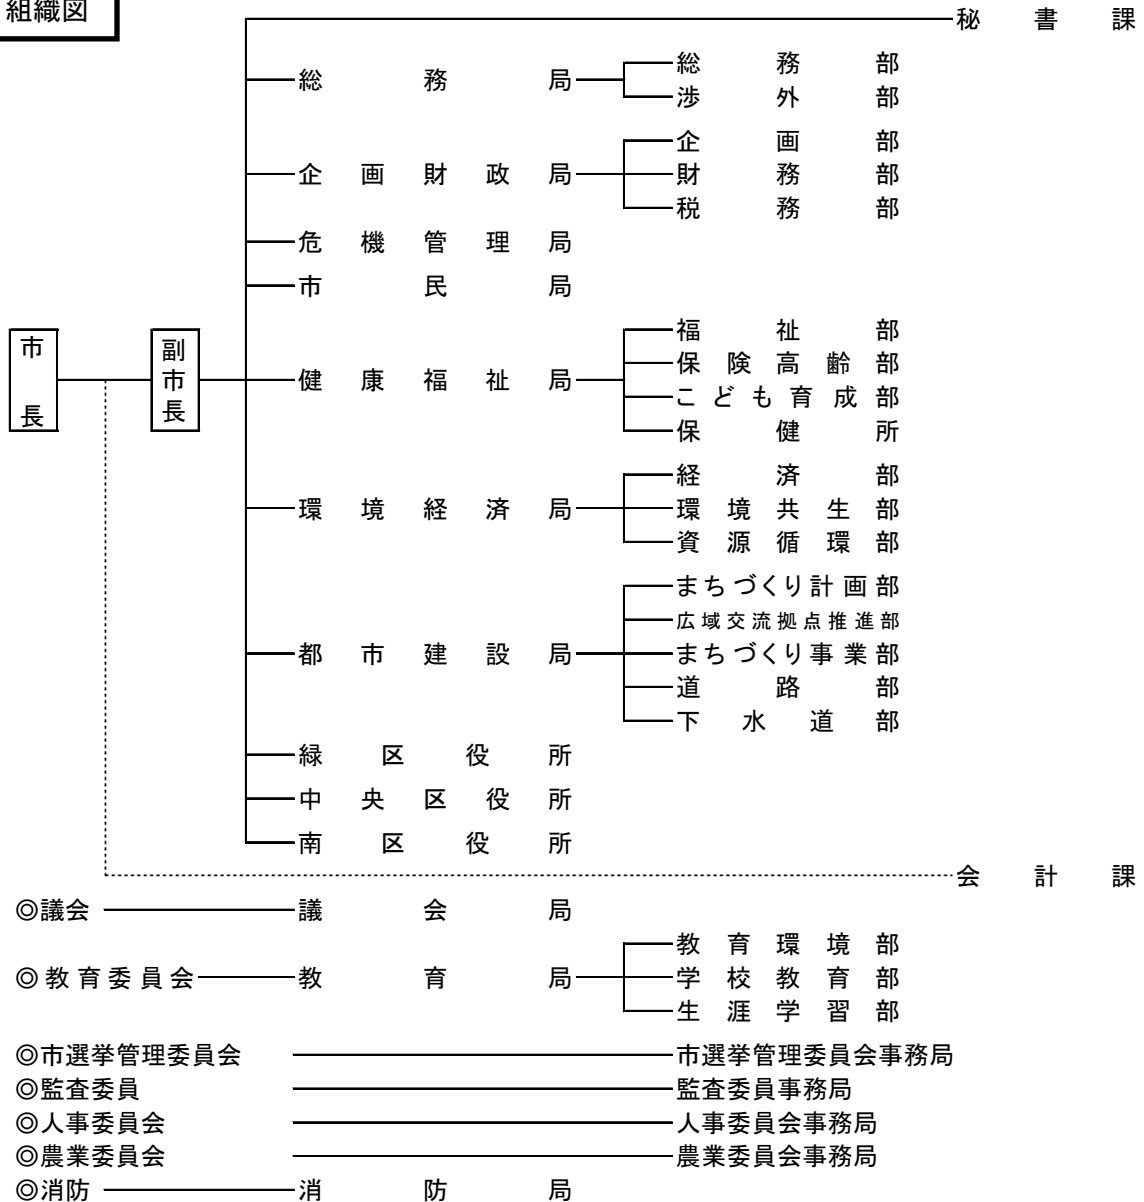 組織図
秘書課
総務局
総務部
渉外部
企画財政局
企画部
財務部
税務部
危機管理局
市民局
市長
副市長
健康福祉局
福祉部
保険高齢部
こども育成部
保健所
環境経済局
経済部
環境共生部
資源循環部
都市建設局
まちづくり計画部
広域交流拠点推進部
まちづくり事業部
道路部
下水道部
緑区役所
中央区役所
南区役所
会計課
◎議会 議会局
◎教育委員会 教育局
教育環境部
学校教育部
生涯学習部
◎市選挙管理委員会 市選挙管理委員会事務局
◎監査委員 監査委員事務局
◎人事委員会 人事委員会事務局
◎農業委員会 農業委員会事務局
◎消防 消防局